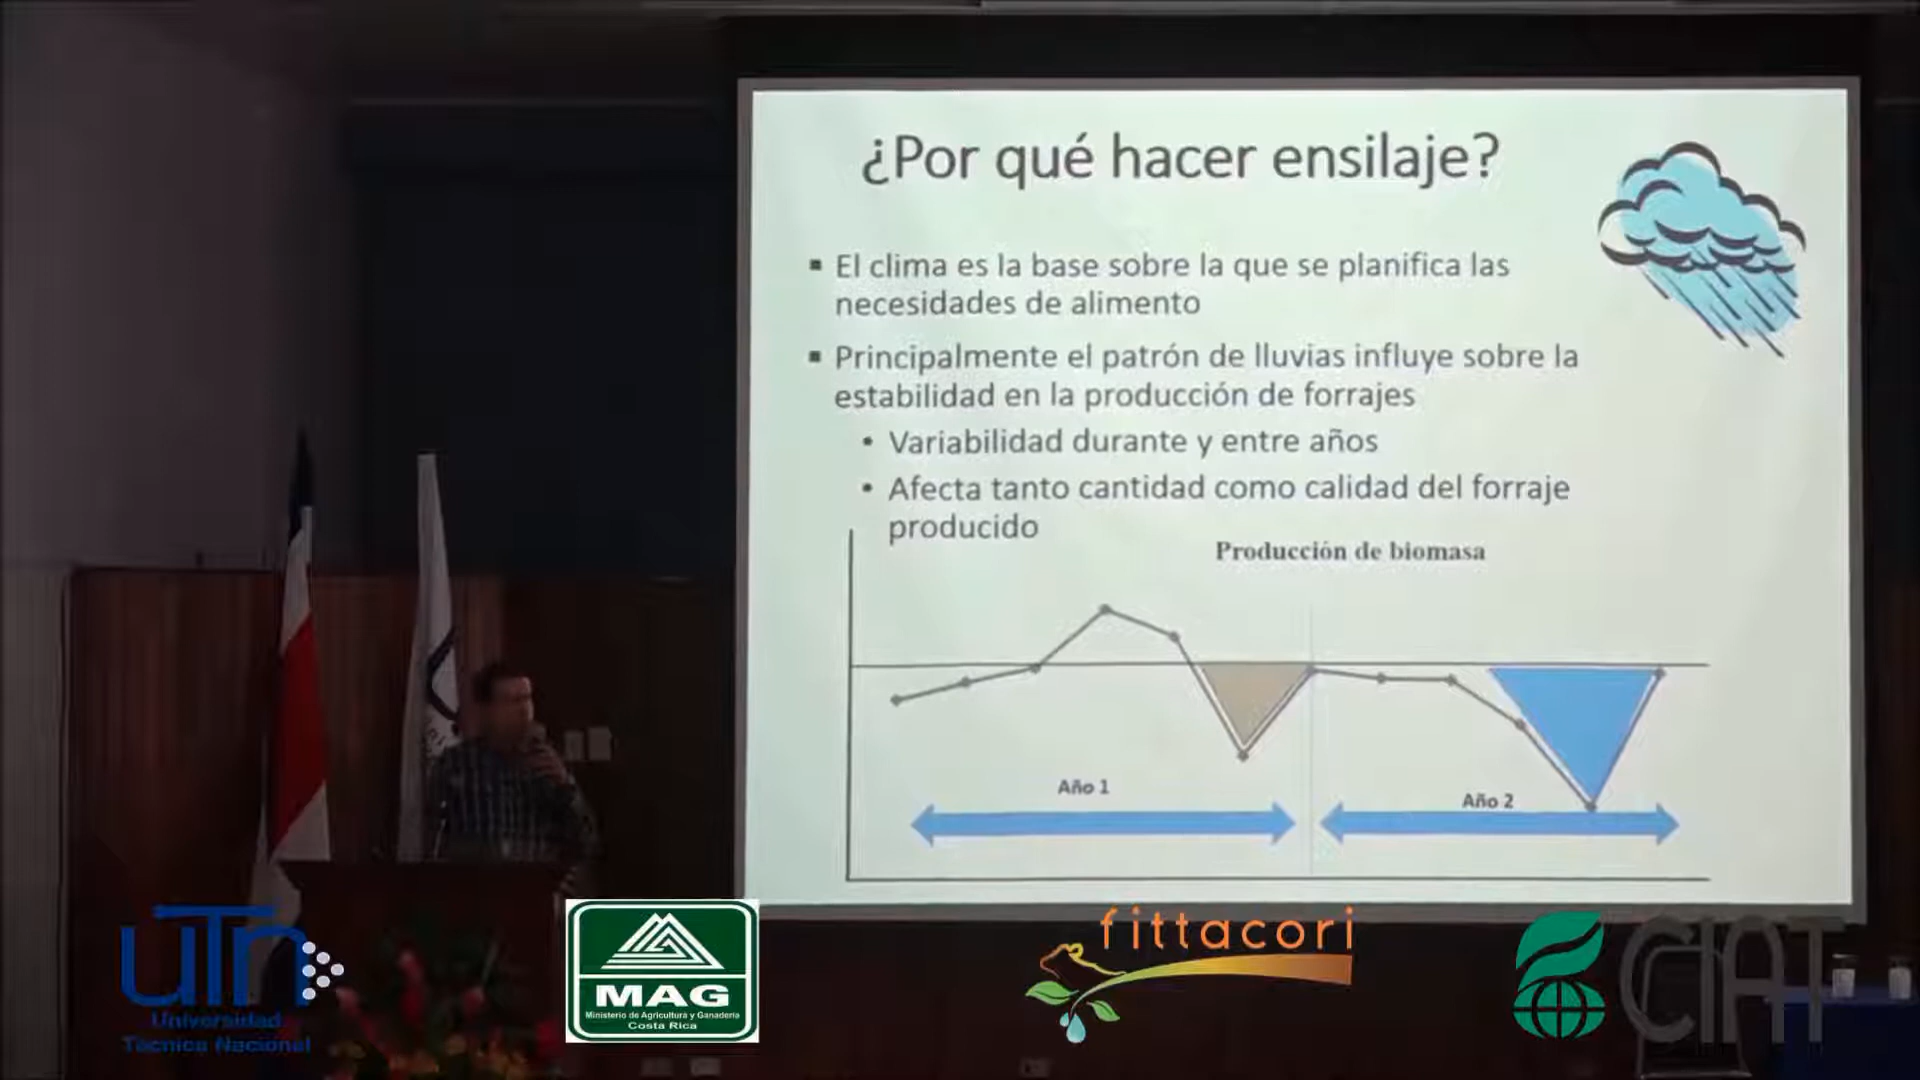 ¿Por qué hacer ensilaje?
▪ El clima es la base sobre la que se planifica las
necesidades de alimento
▪ Principalmente el patrón de lluvias influye sobre la
estabilidad en la producción de forrajes
• Variabilidad durante y entre años
• Afecta tanto cantidad como calidad del forraje
producido
Producción de biomasa
Año 1
Año 2
UTN
Universidad
Técnica Nacional
MAG
Ministerio de Agricultura y Ganadería
Costa Rica
fittacori
CIAT